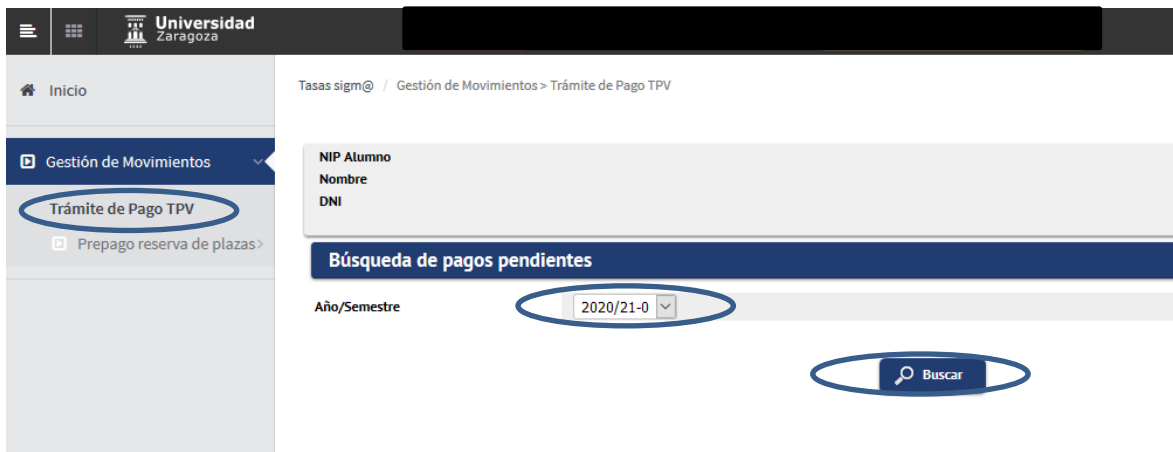 Universidad
Zaragoza
Inicio
Tasas sigm@ / Gestión de Movimientos > Trámite de Pago TPV
Gestión de Movimientos
Trámite de Pago TPV
Prepago reserva de plazas
NIP Alumno
Nombre
DNI
Búsqueda de pagos pendientes
Año/Semestre 2020/21-0
Buscar